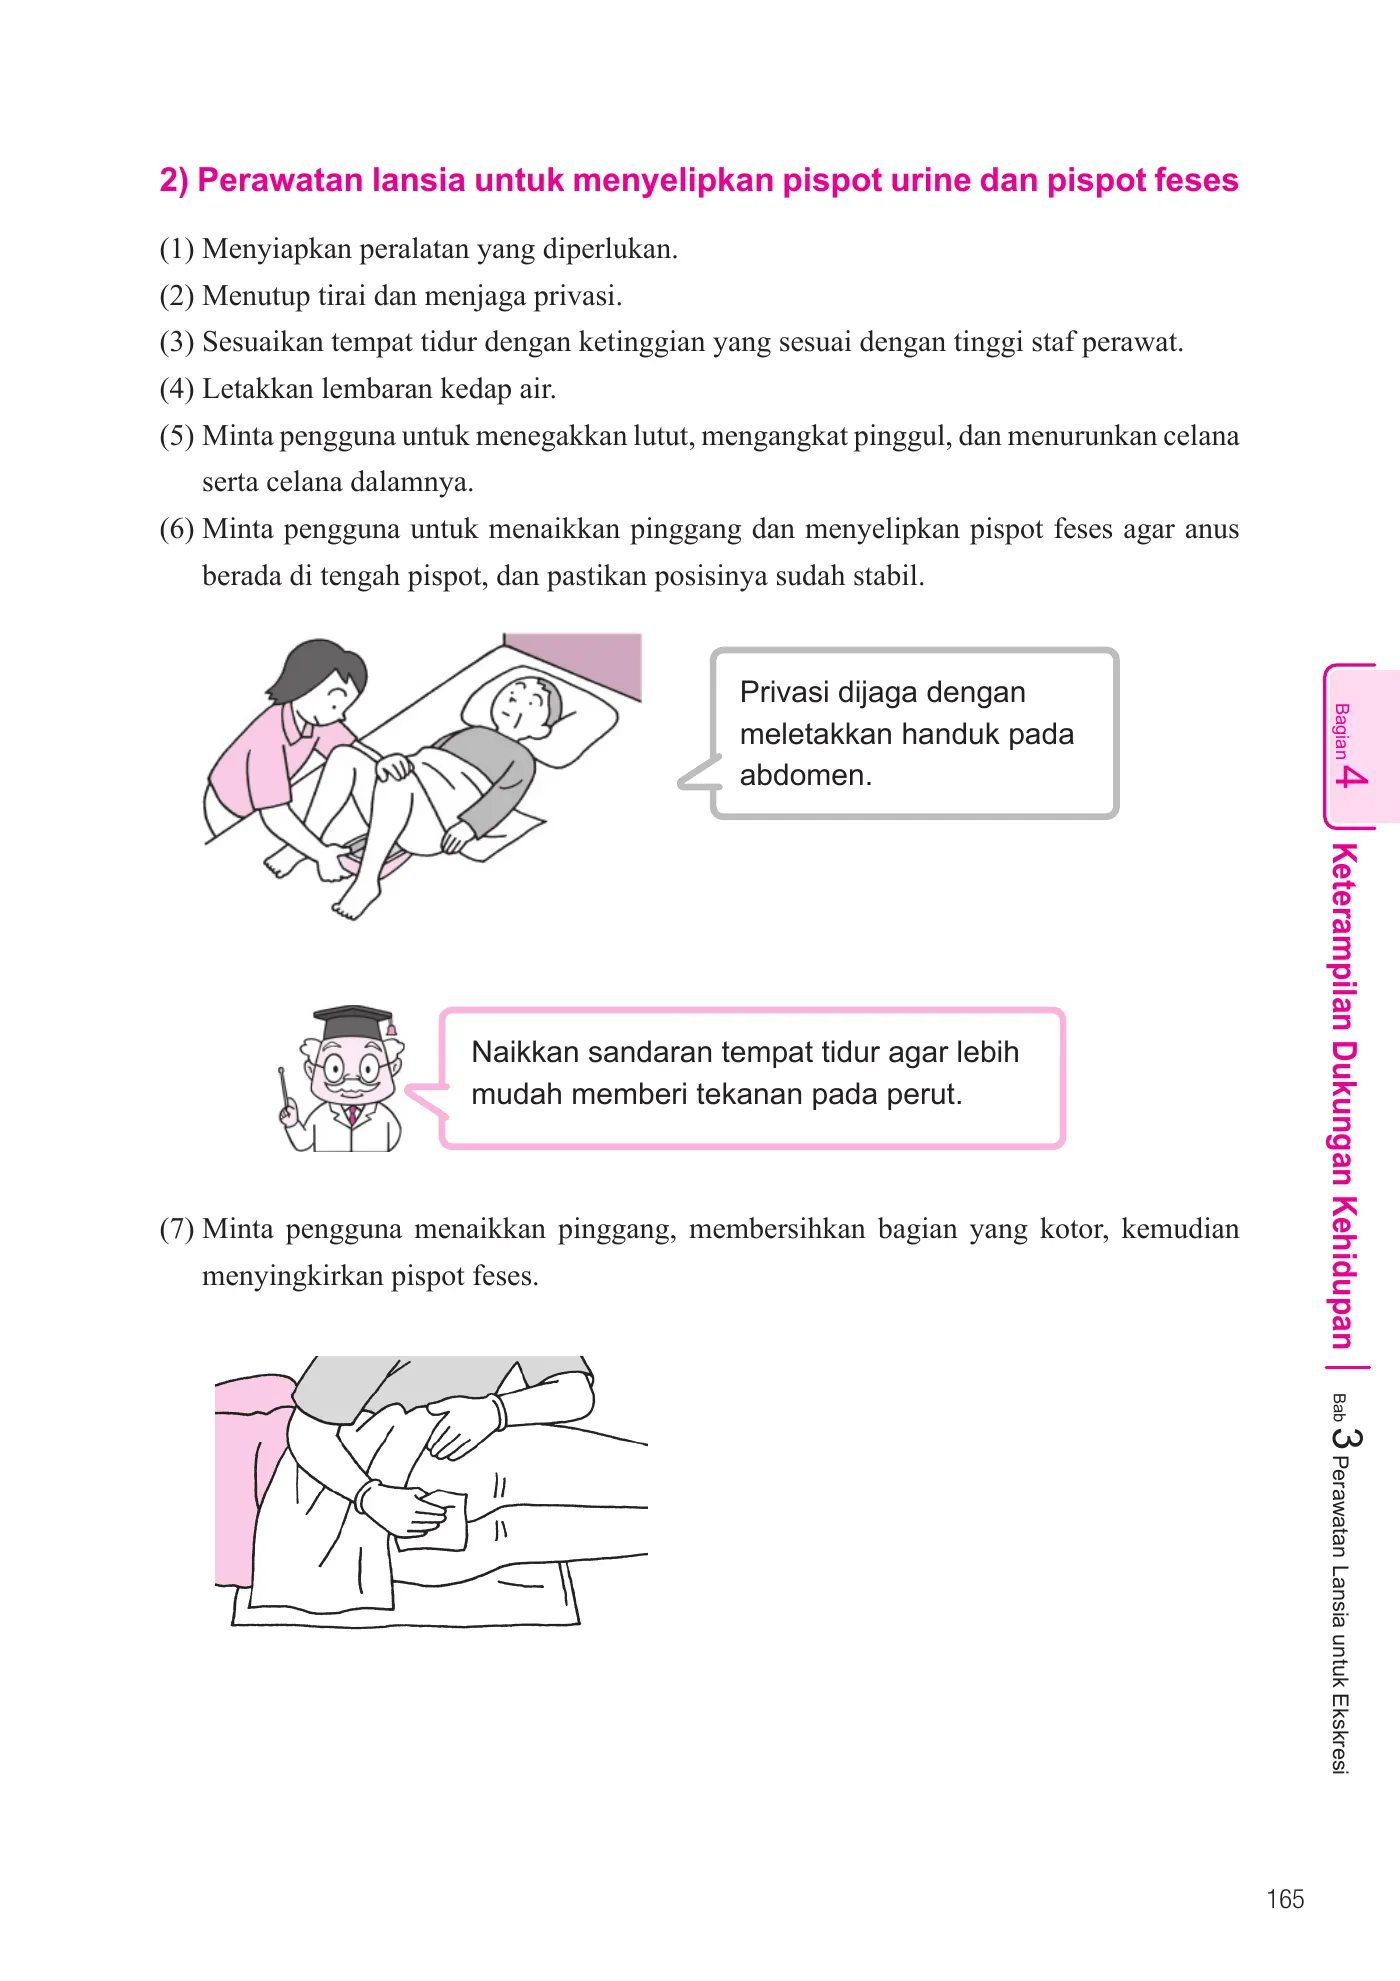 2) Perawatan lansia untuk menyelipkan pispot urine dan pispot feses
(1) Menyiapkan peralatan yang diperlukan.
(2) Menutup tirai dan menjaga privasi.
(3) Sesuaikan tempat tidur dengan ketinggian yang sesuai dengan tinggi staf perawat.
(4) Letakkan lembaran kedap air.
(5) Minta pengguna untuk menegakkan lutut, mengangkat pinggul, dan menurunkan celana
serta celana dalamnya.
(6) Minta pengguna untuk menaikkan pinggang dan menyelipkan pispot feses agar anus
berada di tengah pispot, dan pastikan posisinya sudah stabil.
Privasi dijaga dengan
meletakkan handuk pada
abdomen.
Naikkan sandaran tempat tidur agar lebih
mudah memberi tekanan pada perut.
(7) Minta pengguna menaikkan pinggang, membersihkan bagian yang kotor, kemudian
menyingkirkan pispot feses.
Bagian 4
Keterampilan Dukungan Kehidupan
Bab 3 Perawatan Lansia untuk Ekskresi
165